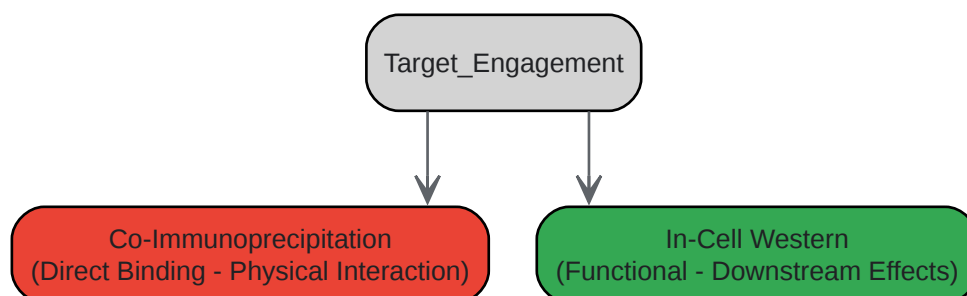 Target_Engagement
Co-Immunoprecipitation
(Direct Binding - Physical Interaction)
In-Cell Western
(Functional - Downstream Effects)